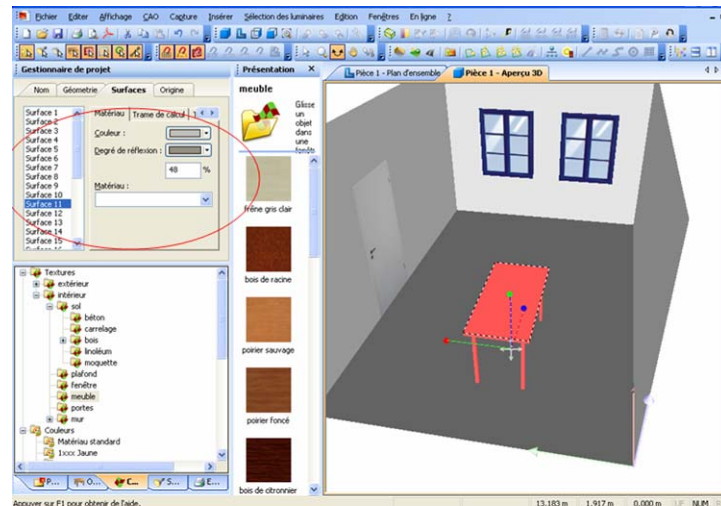 Fichier Editer Affichage CAO Capture Insérer Sélection des luminaires Edition Fenêtres En ligne ?
Gestionnaire de projet
Nom Géometrie Surfaces Origine
Surface 1
Surface 2
Surface 3
Surface 4
Surface 5
Surface 6
Surface 7
Surface 8
Surface 9
Surface 10
Surface 11
Surface 12
Surface 13
Surface 14
Surface 15
Matériau Trame de calcul
Couleur :
Degré de réflexion :
48 %
Matériau :
Textures
extérieur
intérieur
sol
béton
carrelage
bois
linoléum
moquette
plafond
fenêtre
meuble
portes
mur
Couleurs
Matériau standard
1xxx Jaune
P... O... C... S... E...
Présentation X
meuble
Glisse
un
objet
dans
une
fenêtr
frêne gris clair
bois de racine
poirier sauvage
poirier foncé
bois de citronnier
Pièce 1 - Plan d'ensemble Pièce 1 - Aperçu 3D
Appuyer sur F1 pour obtenir de l'aide. 13.183 m 1.917 m 0.000 m LF NUM